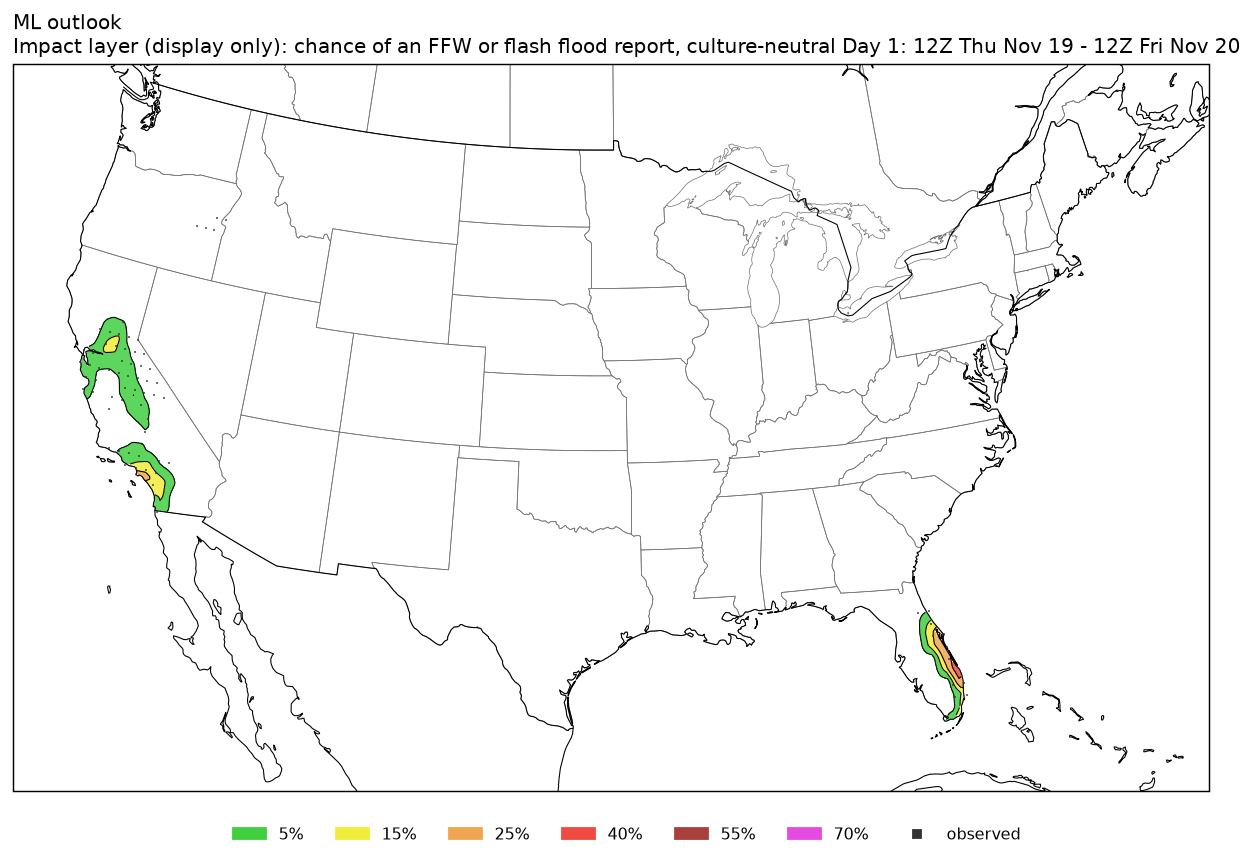 ML outlook
Impact layer (display only): chance of an FFW or flash flood report, culture-neutral Day 1: 12Z Thu Nov 19 - 12Z Fri Nov 20
5% 15% 25% 40% 55% 70% observed